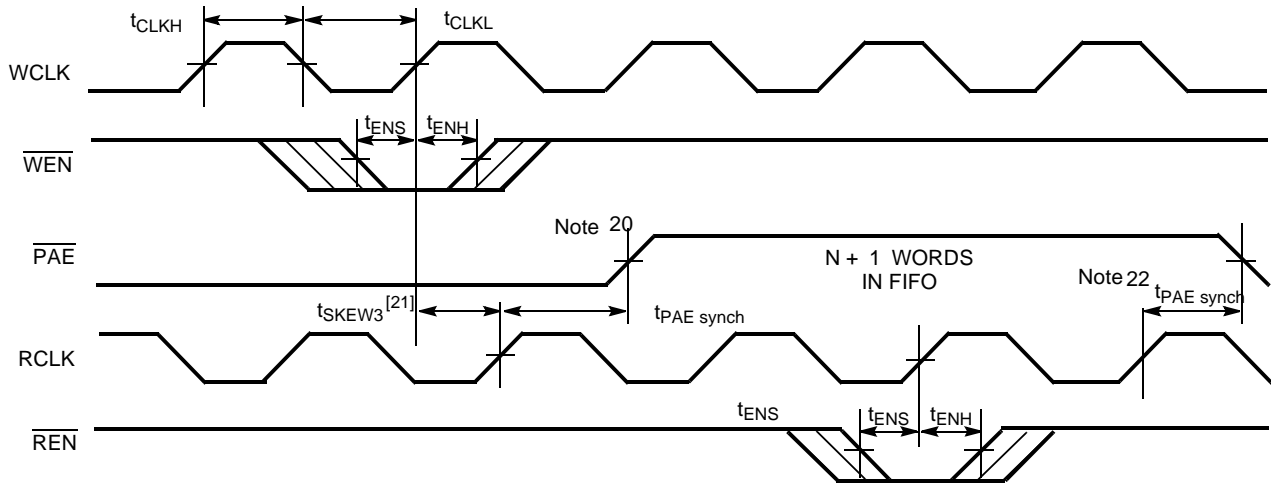 tCLKH
tCLKL
WCLK
tENS
tENH
WEN
Note 20
PAE
N + 1 WORDS
IN FIFO
Note 22
tPAE synch
tSKEW3[21]
tPAE synch
RCLK
tENS
tENS
tENH
REN